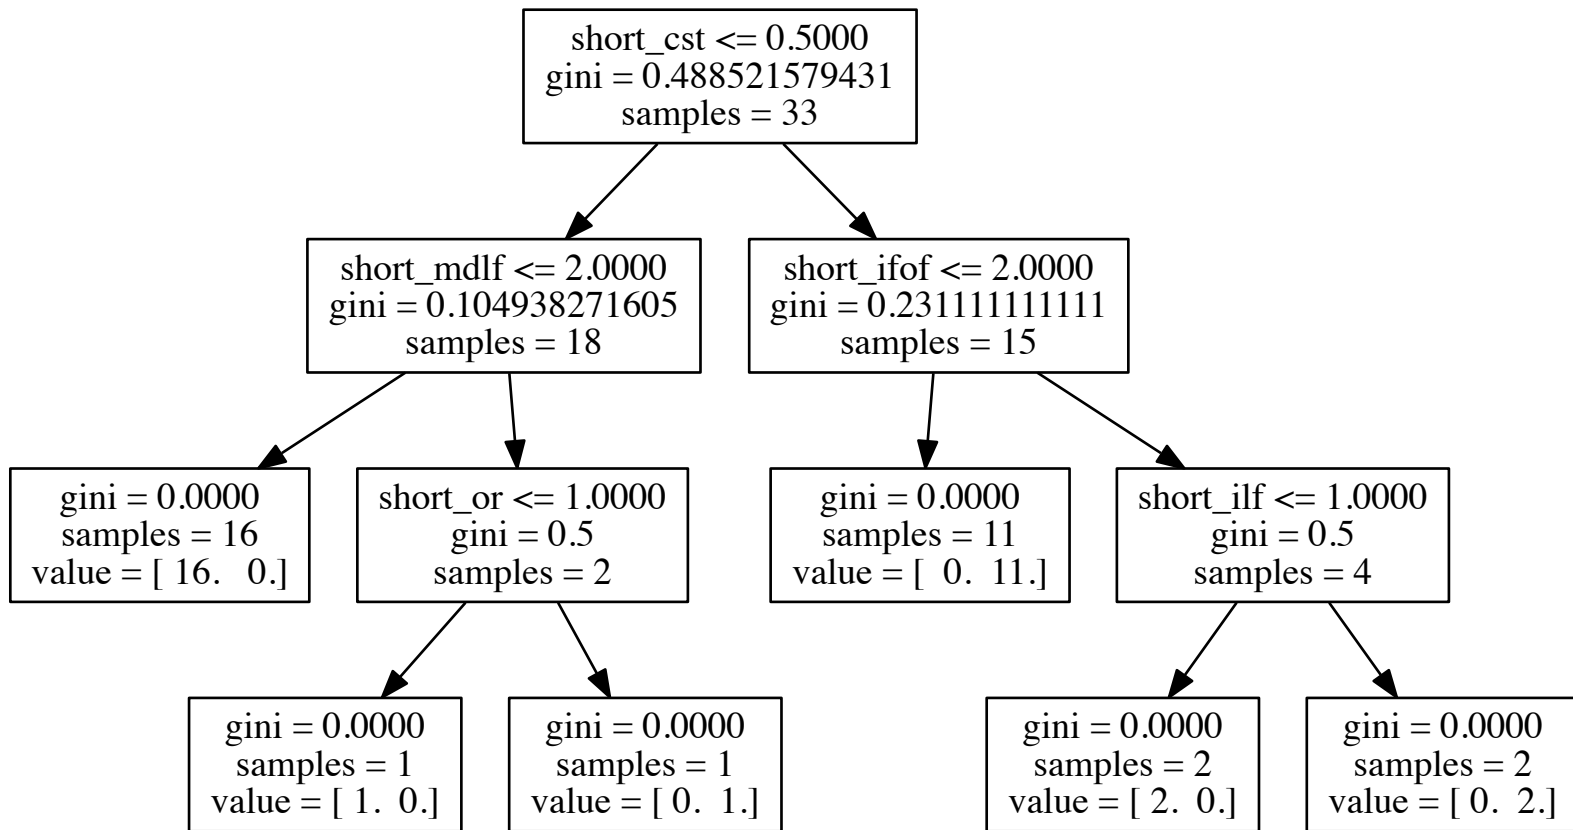 short_cst <= 0.5000
gini = 0.488521579431
samples = 33
short_mdlf <= 2.0000
gini = 0.104938271605
samples = 18
short_ifof <= 2.0000
gini = 0.231111111111
samples = 15
gini = 0.0000
samples = 16
value = [ 16.   0.]
short_or <= 1.0000
gini = 0.5
samples = 2
gini = 0.0000
samples = 11
value = [  0.  11.]
short_ilf <= 1.0000
gini = 0.5
samples = 4
gini = 0.0000
samples = 1
value = [ 1.  0.]
gini = 0.0000
samples = 1
value = [ 0.  1.]
gini = 0.0000
samples = 2
value = [ 2.  0.]
gini = 0.0000
samples = 2
value = [ 0.  2.]